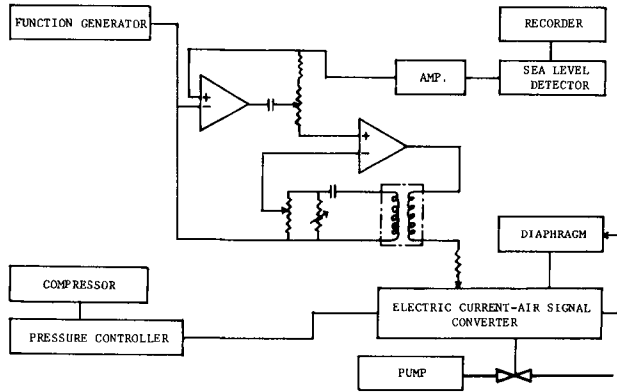 FUNCTION GENERATOR
RECORDER
AMP.
SEA LEVEL
DETECTOR
+
−
+
−
DIAPHRAGM
COMPRESSOR
ELECTRIC CURRENT-AIR SIGNAL
CONVERTER
PRESSURE CONTROLLER
PUMP